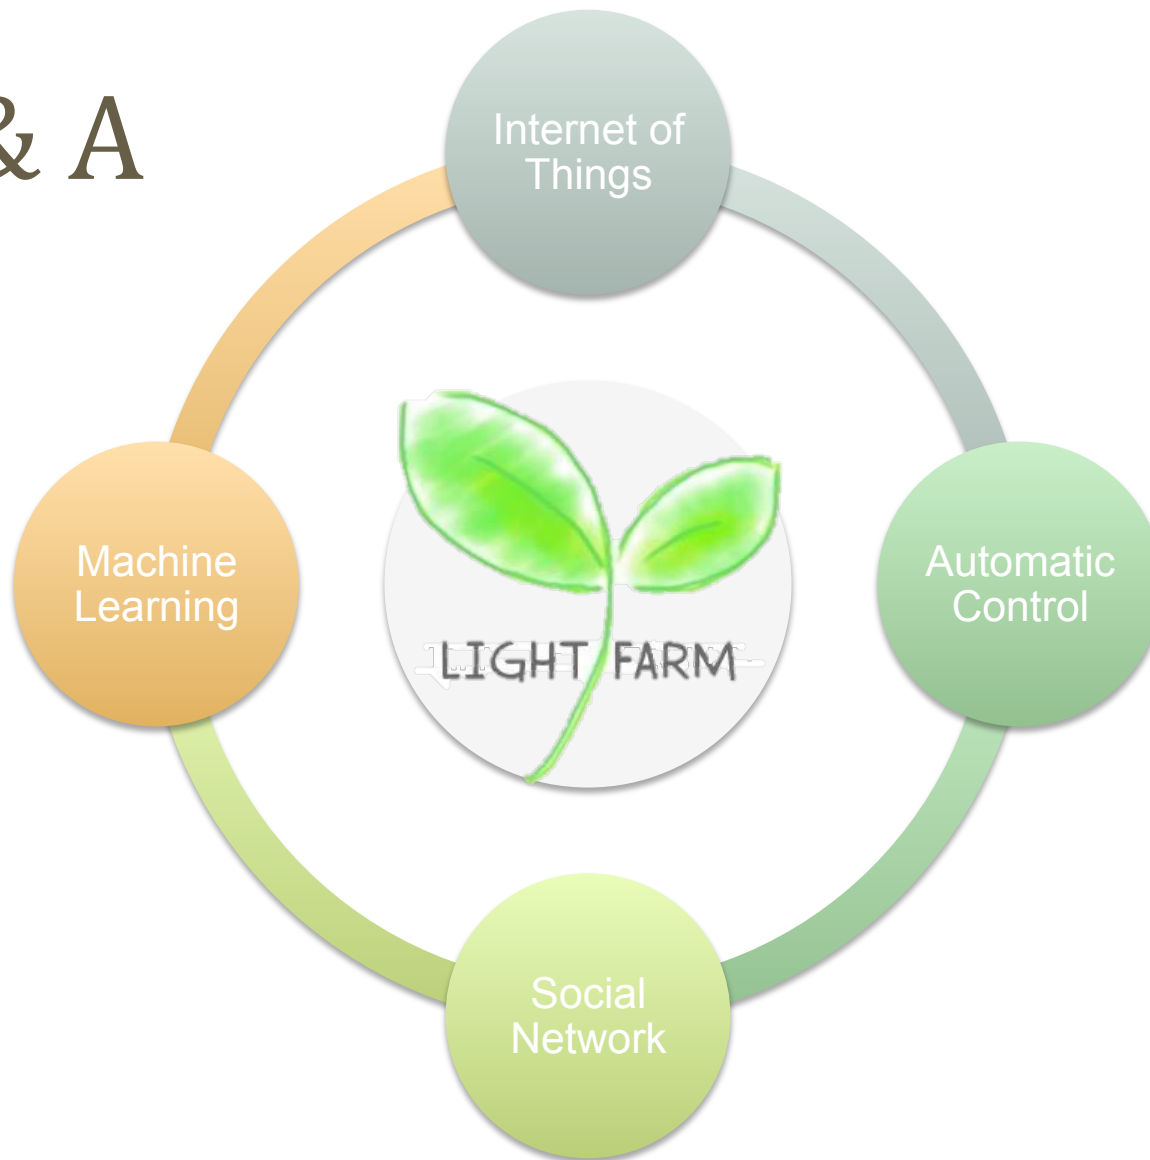 & A
Internet of
Things
Machine
Learning
Automatic
Control
LIGHT FARM
Social
Network